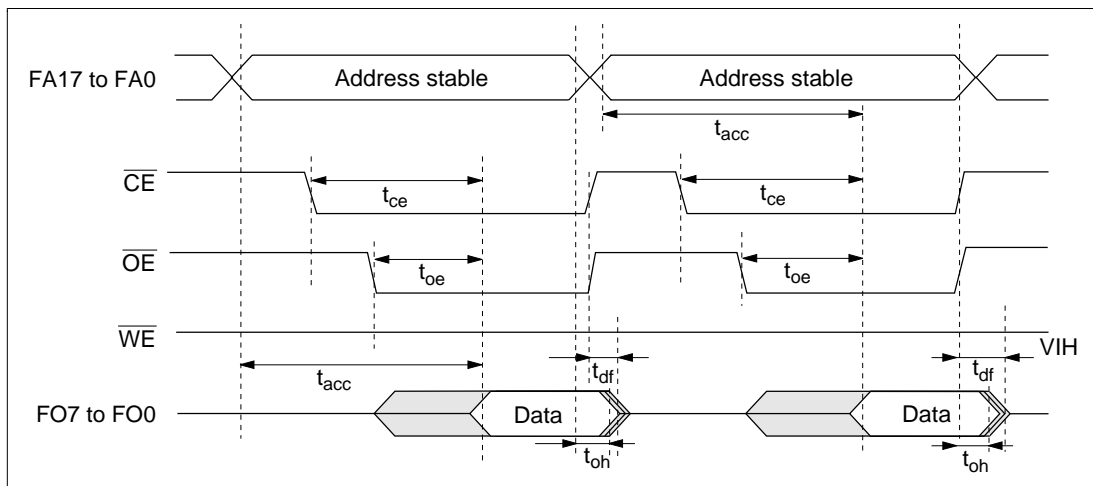 FA17 to FA0
Address stable
Address stable
tacc
CE
tce
tce
OE
toe
toe
WE
VIH
tacc
tdf
tdf
FO7 to FO0
Data
Data
toh
toh